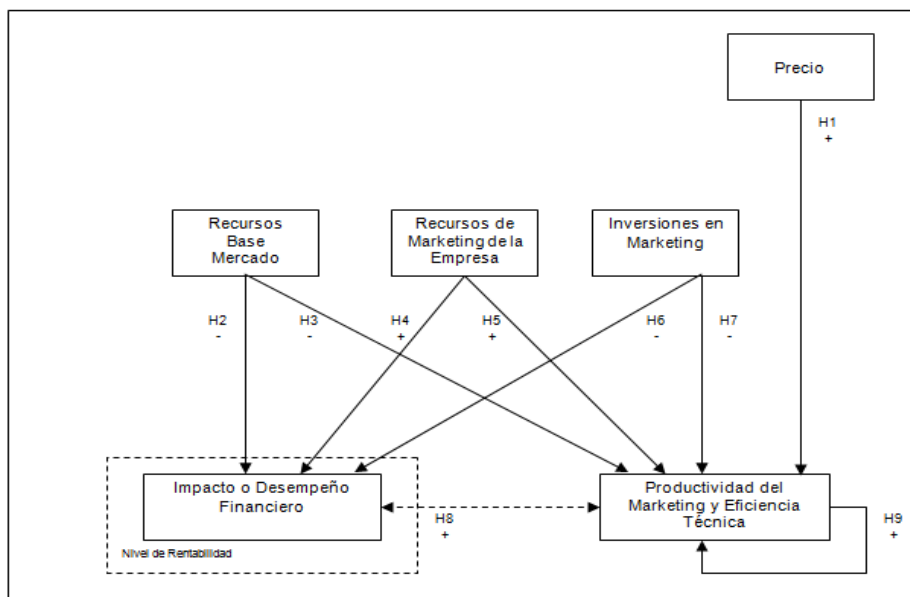 Precio
H1
+
Recursos
Base
Mercado
Recursos de
Marketing de la
Empresa
Inversiones en
Marketing
H2
-
H3
-
H4
+
H5
+
H6
-
H7
-
Impacto o Desempeño
Financiero
Nivel de Rentabilidad
H8
+
Productividad del
Marketing y Eficiencia
Técnica
H9
+